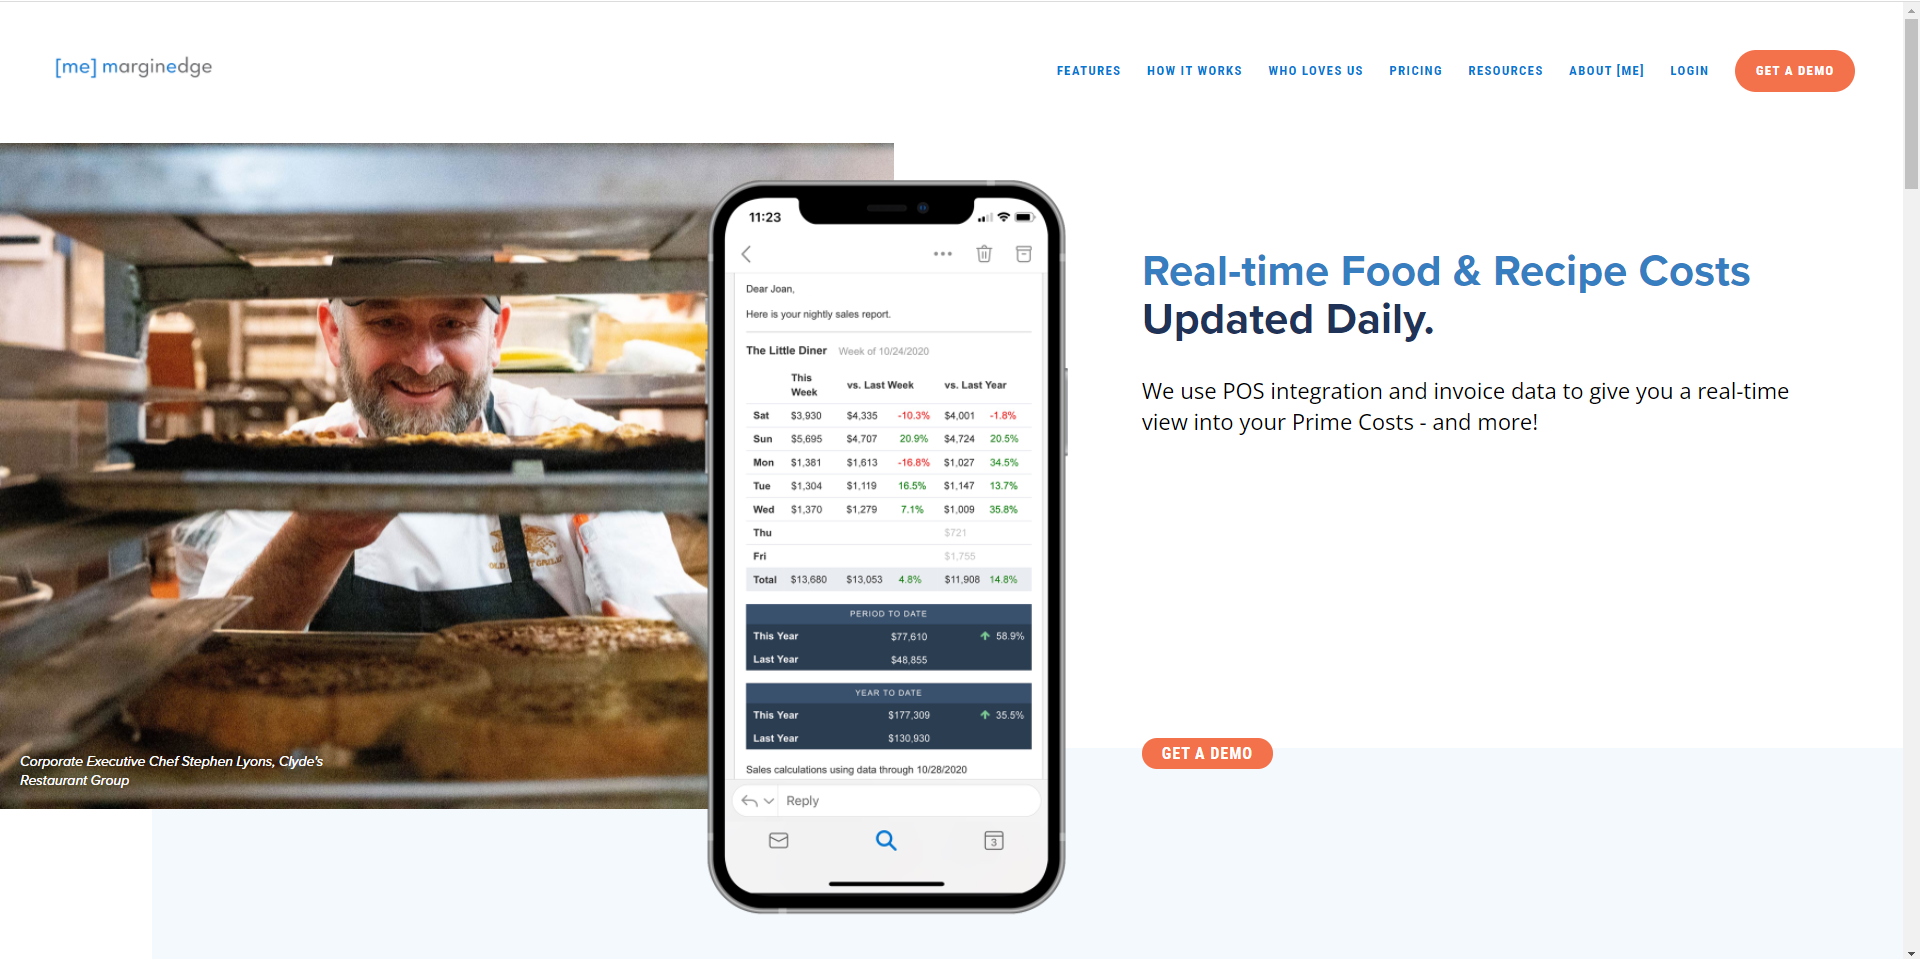 [me] marginedge
FEATURES HOW IT WORKS WHO LOVES US PRICING RESOURCES ABOUT [ME] LOGIN GET A DEMO
11:23
Dear Joan,
Here is your nightly sales report.
The Little Diner Week of 10/24/2020
This Week vs. Last Week vs. Last Year
Sat $3,930 $4,335 -10.3% $4,001 -1.8%
Sun $5,695 $4,707 20.9% $4,724 20.5%
Mon $1,381 $1,613 -16.8% $1,027 34.5%
Tue $1,304 $1,119 16.5% $1,147 13.7%
Wed $1,370 $1,279 7.1% $1,009 35.8%
Thu $721
Fri $1,755
Total $13,680 $13,053 4.8% $11,908 14.8%
PERIOD TO DATE
This Year $77,610 58.9%
Last Year $48,855
YEAR TO DATE
This Year $177,309 35.5%
Last Year $130,930
Sales calculations using data through 10/28/2020
Reply
3
Real-time Food & Recipe Costs
Updated Daily.
We use POS integration and invoice data to give you a real-time
view into your Prime Costs - and more!
GET A DEMO
Corporate Executive Chef Stephen Lyons, Clyde's
Restaurant Group